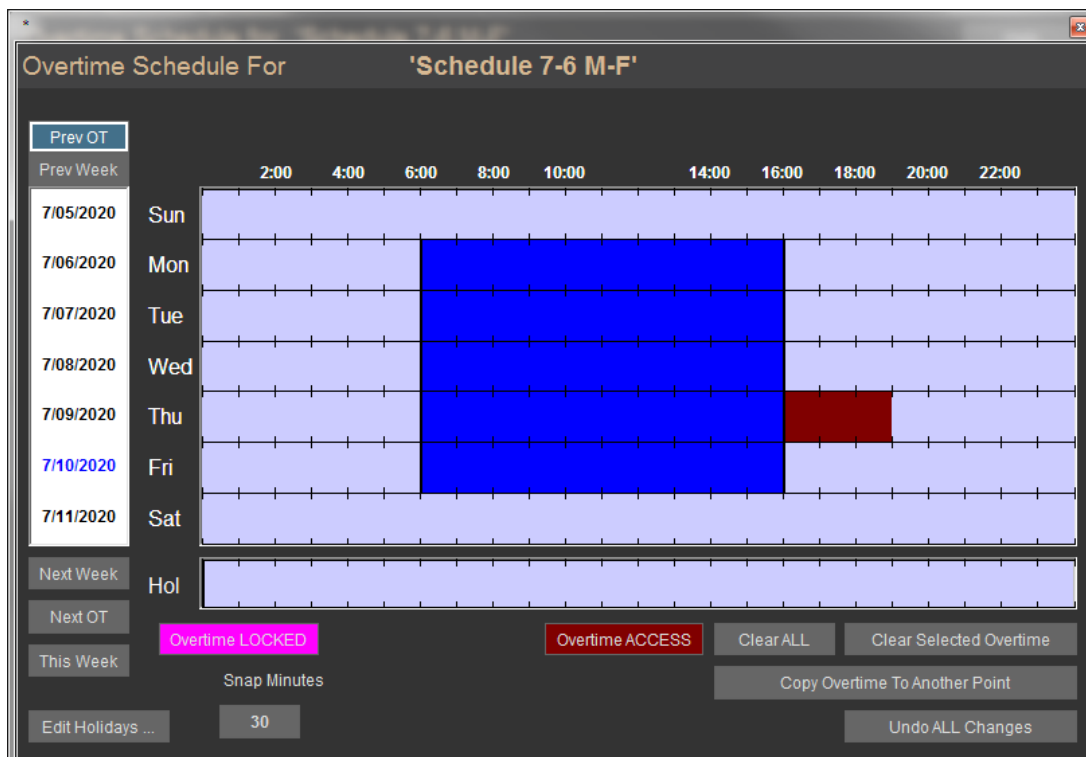 *
x
Overtime Schedule For 'Schedule 7-6 M-F'
Prev OT
Prev Week
2:00 4:00 6:00 8:00 10:00 14:00 16:00 18:00 20:00 22:00
7/05/2020 Sun
7/06/2020 Mon
7/07/2020 Tue
7/08/2020 Wed
7/09/2020 Thu
7/10/2020 Fri
7/11/2020 Sat
Next Week
Hol
Next OT
Overtime LOCKED Overtime ACCESS Clear ALL Clear Selected Overtime
This Week
Snap Minutes Copy Overtime To Another Point
Edit Holidays ... 30 Undo ALL Changes